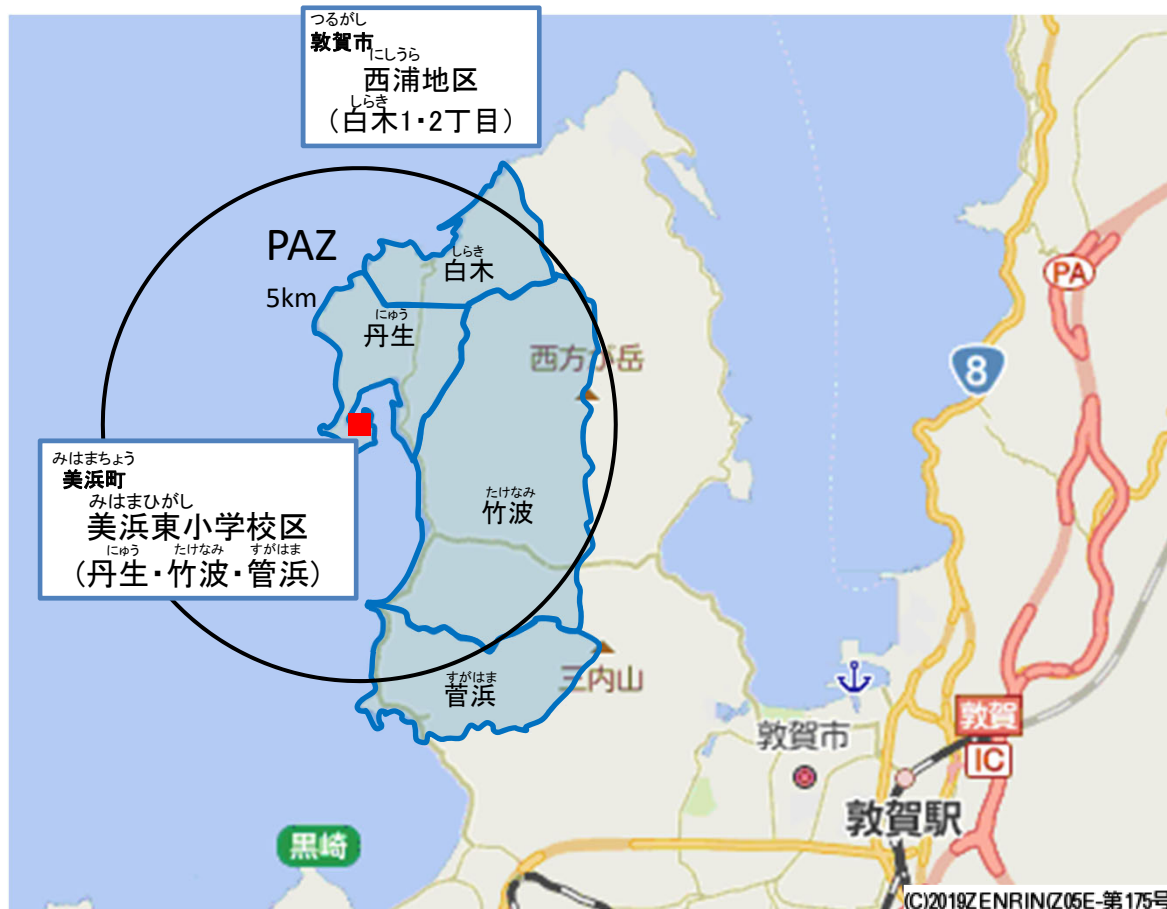 つるがし
敦賀市
にしうら
西浦地区
しらき
（白木1・2丁目）
PAZ
5km
しらき
白木
にゅう
丹生
西方が岳
PA
8
みはまちょう
美浜町
みはまひがし
美浜東小学校区
にゅう たけなみ すがはま
（丹生・竹波・管浜）
たけなみ
竹波
すがはま
菅浜
三内山
敦賀
IC
敦賀市
敦賀駅
黒崎
(C)2019ZENRIN(Z05E-第175号